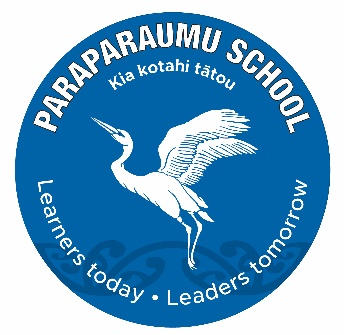 PARAPARAUMU SCHOOL
Kia kotahi tātou
Learners today • Leaders tomorrow